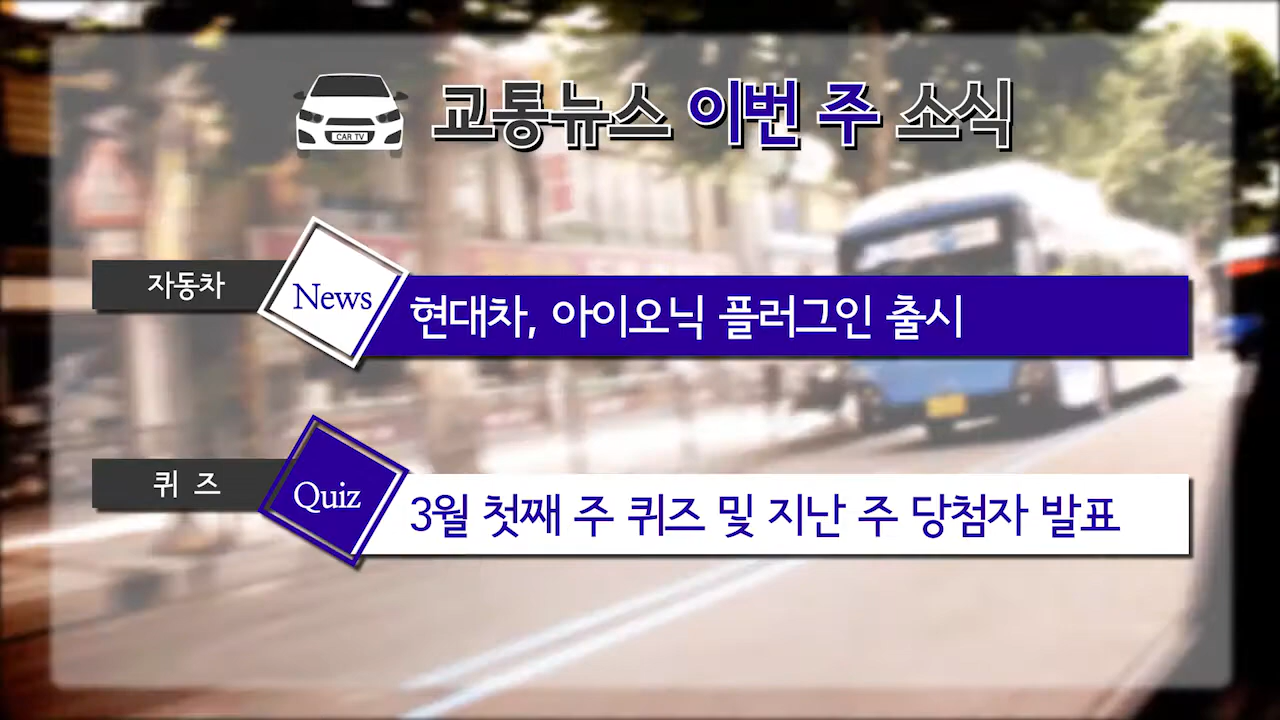 교통뉴스 이번 주 소식
CAR TV
자동차
News
현대차, 아이오닉 플러그인 출시
퀴 즈
Quiz
3월 첫째 주 퀴즈 및 지난 주 당첨자 발표